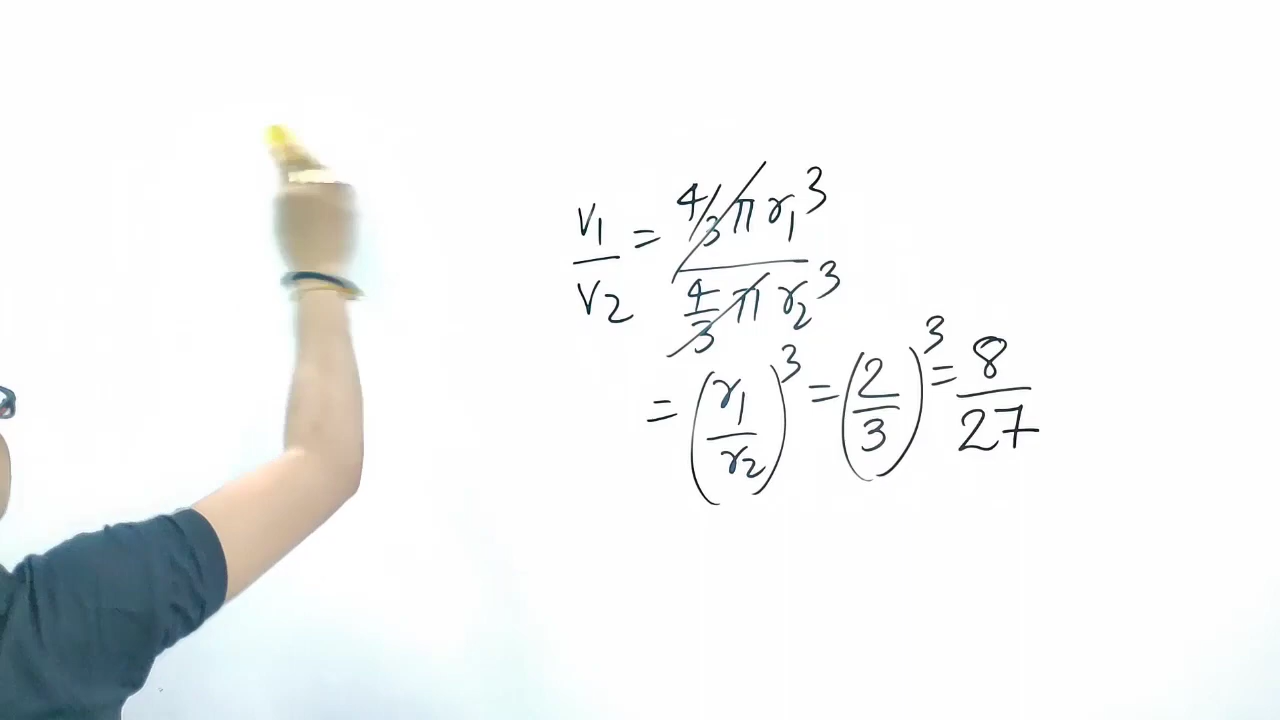 V1/V2 = (4/3 π r1^3)/(4/3 π r2^3)
= (r1/r2)^3 = (2/3)^3 = 8/27